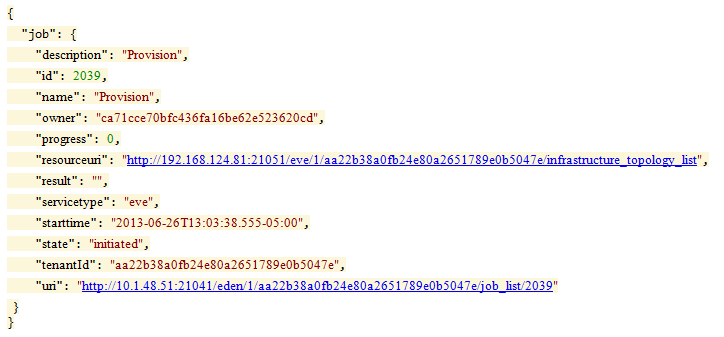 {
"job": {
"description": "Provision",
"id": 2039,
"name": "Provision",
"owner": "ca71cce70bfc436fa16be62e523620cd",
"progress": 0,
"resourceuri": "http://192.168.124.81:21051/eve/1/aa22b38a0fb24e80a2651789e0b5047e/infrastructure_topology_list",
"result": "",
"servicetype": "eve",
"starttime": "2013-06-26T13:03:38.555-05:00",
"state": "initiated",
"tenantId": "aa22b38a0fb24e80a2651789e0b5047e",
"uri": "http://10.1.48.51:21041/eden/1/aa22b38a0fb24e80a2651789e0b5047e/job_list/2039"
}
}